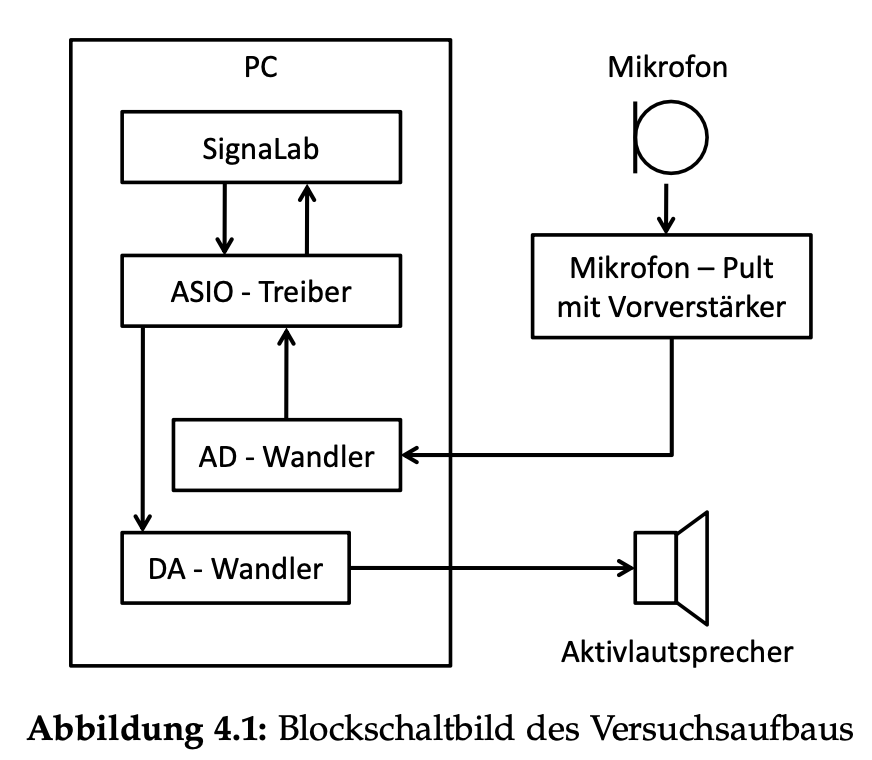 PC
SignaLab
ASIO - Treiber
AD - Wandler
DA - Wandler
Mikrofon
Mikrofon – Pult
mit Vorverstärker
Aktivlautsprecher
Abbildung 4.1: Blockschaltbild des Versuchsaufbaus